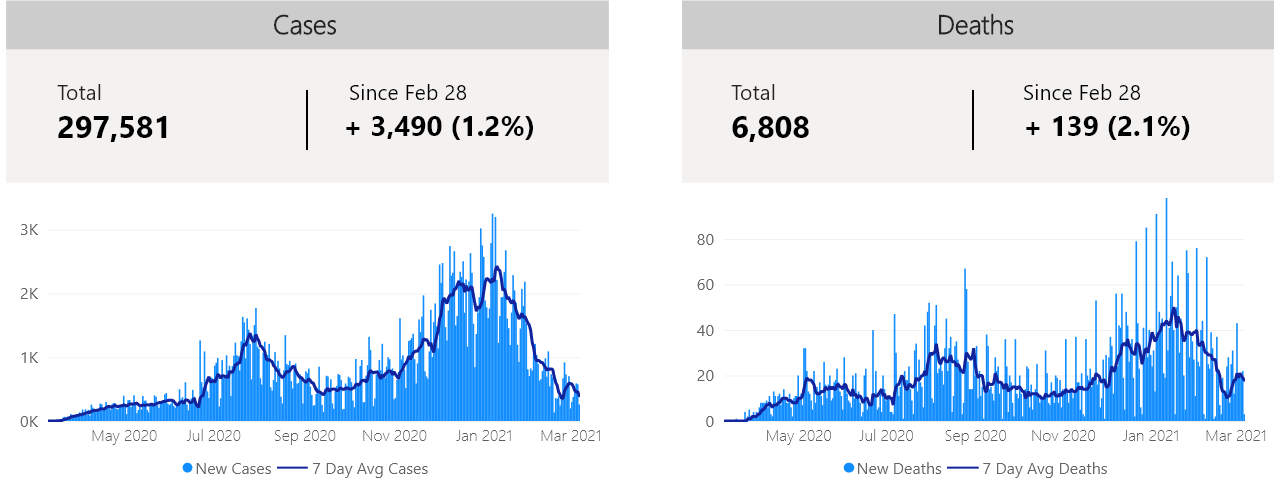 Cases
Total
Since Feb 28
297,581
+ 3,490 (1.2%)
3K
2K
1K
0K
May 2020
Jul 2020
Sep 2020
Nov 2020
Jan 2021
Mar 2021
New Cases
7 Day Avg Cases
Deaths
Total
Since Feb 28
6,808
+ 139 (2.1%)
80
60
40
20
0
May 2020
Jul 2020
Sep 2020
Nov 2020
Jan 2021
Mar 2021
New Deaths
7 Day Avg Deaths